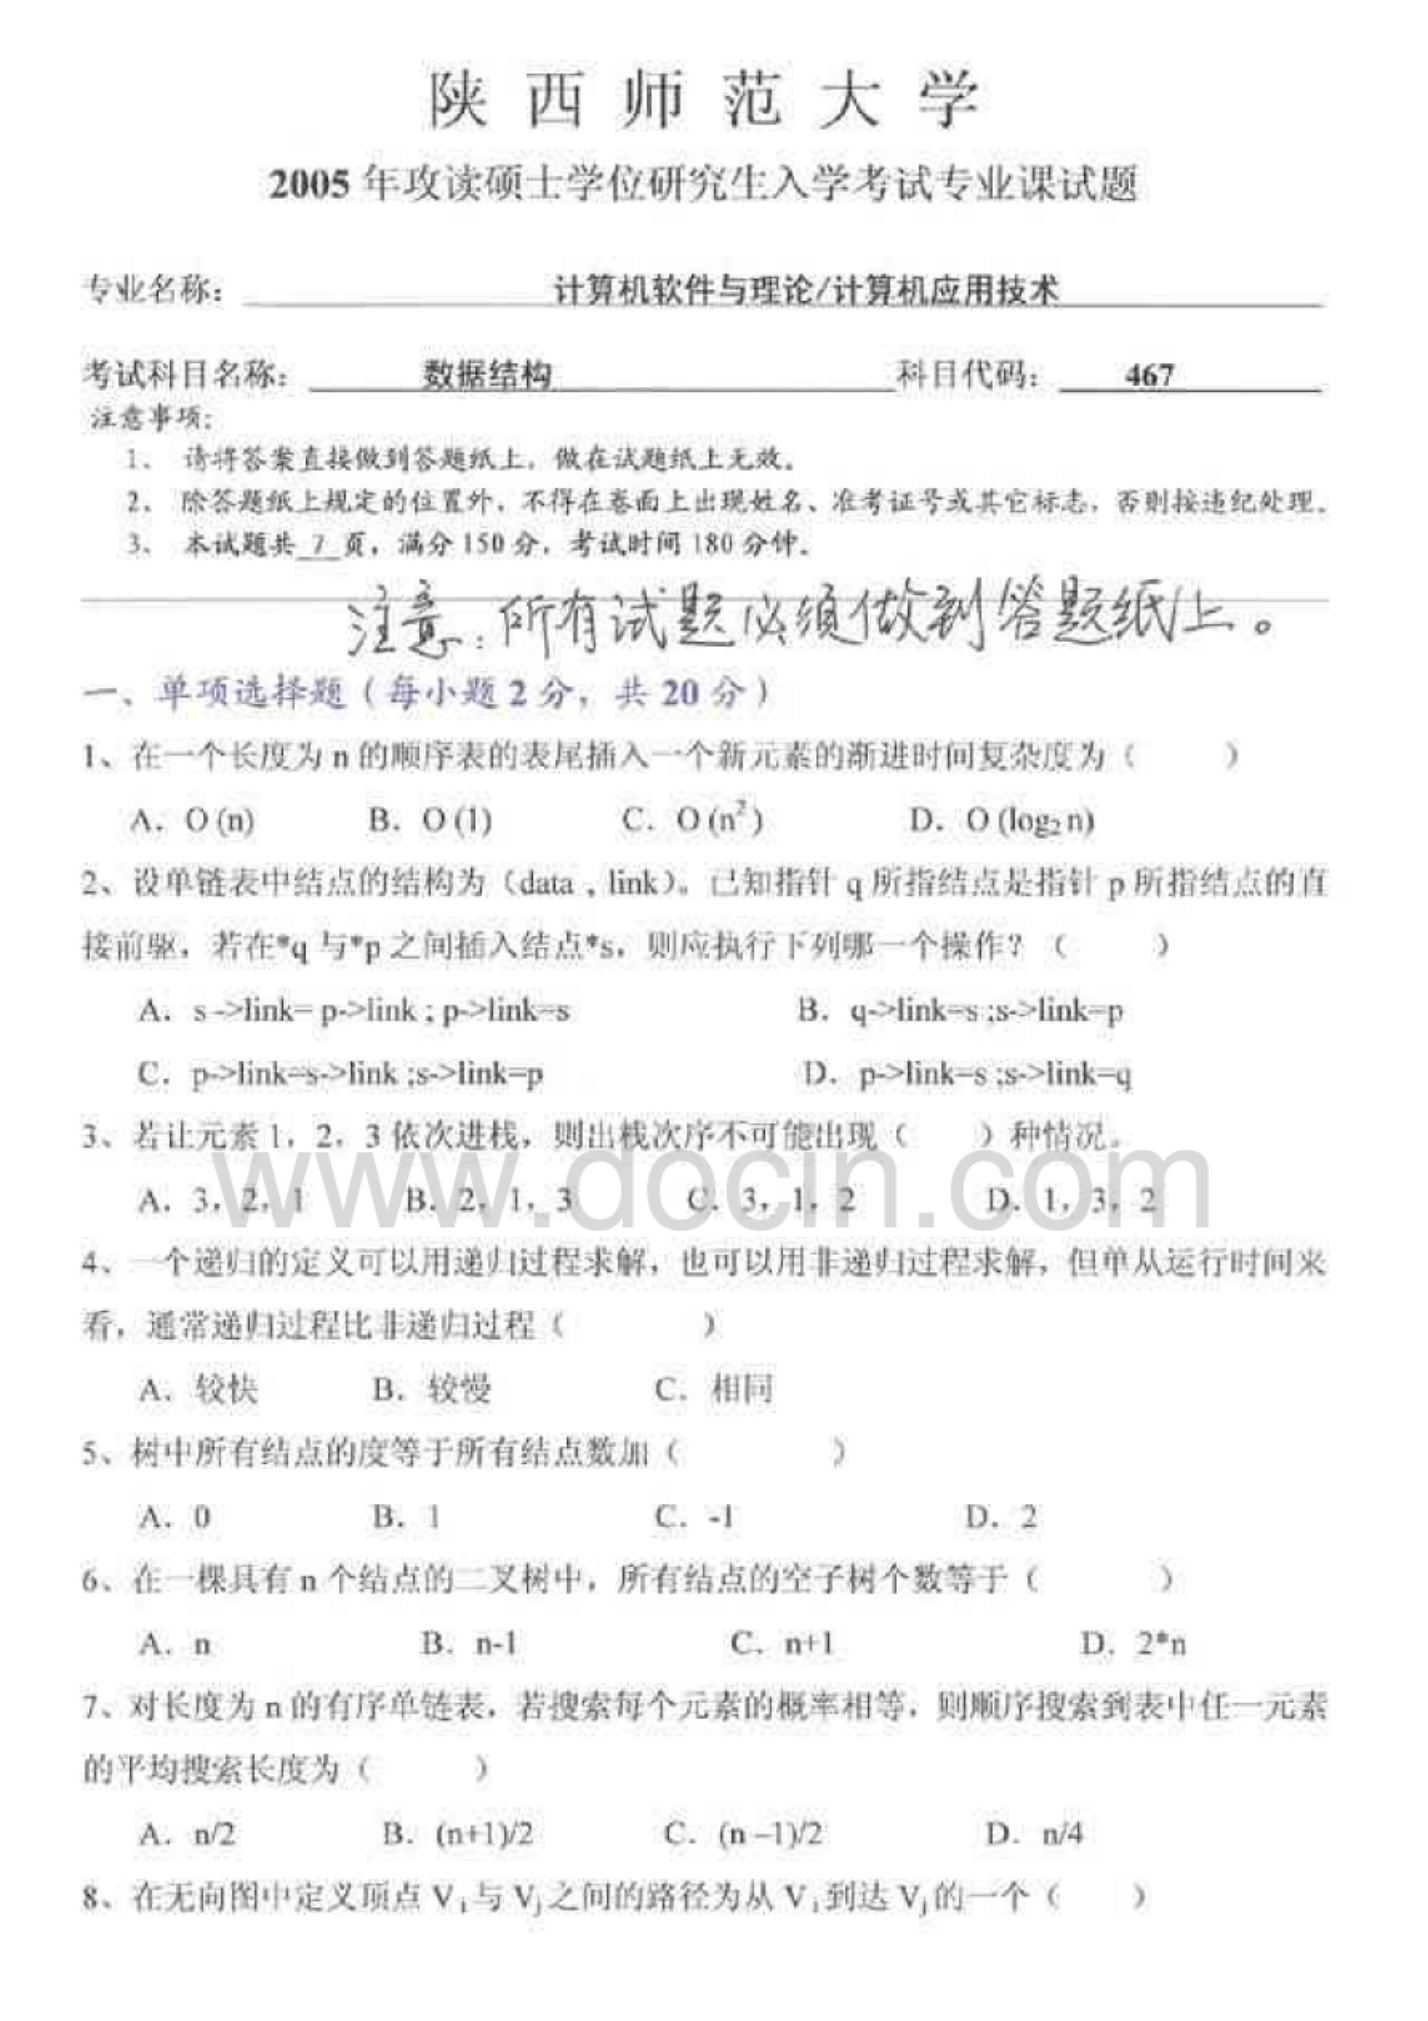 陕西师范大学
2005 年攻读硕士学位研究生入学考试专业课试题
专业名称: 计算机软件与理论/计算机应用技术
考试科目名称: 数据结构 科目代码: 467
注意事项:
1、 请将答案直接做到答题纸上，做在试题纸上无效。
2、 除答题纸上规定的位置外，不得在卷面上出现姓名、准考证号或其它标志，否则按违纪处理。
3、 本试题共 7 页，满分 150 分，考试时间 180 分钟。
注意：所有试题必须做到答题纸上。
一、单项选择题（每小题 2 分，共 20 分）
1、在一个长度为 n 的顺序表的表尾插入一个新元素的渐进时间复杂度为（ ）
A．O (n) B．O (1) C．O (n²) D．O (log₂ n)
2、设单链表中结点的结构为（data , link）。已知指针 q 所指结点是指针 p 所指结点的直
接前驱，若在*q 与*p 之间插入结点*s，则应执行下列哪一个操作？（ ）
A．s ->link= p->link ; p->link=s B．q->link=s ;s->link=p
C．p->link=s->link ;s->link=p D．p->link=s ;s->link=q
3、若让元素 1，2，3 依次进栈，则出栈次序不可能出现（ ）种情况。
www.docin.com
A．3，2，1 B．2，1，3 C．3，1，2 D．1，3，2
4、一个递归的定义可以用递归过程求解，也可以用非递归过程求解，但单从运行时间来
看，通常递归过程比非递归过程（ ）
A．较快 B．较慢 C．相同
5、树中所有结点的度等于所有结点数加（ ）
A．0 B．1 C．-1 D．2
6、在一棵具有 n 个结点的二叉树中，所有结点的空子树个数等于（ ）
A．n B．n-1 C．n+1 D．2*n
7、对长度为 n 的有序单链表，若搜索每个元素的概率相等，则顺序搜索到表中任一元素
的平均搜索长度为（ ）
A．n/2 B．(n+1)/2 C．(n –1)/2 D．n/4
8、在无向图中定义顶点 Vᵢ与 Vⱼ之间的路径为从 Vᵢ到达 Vⱼ的一个（ ）